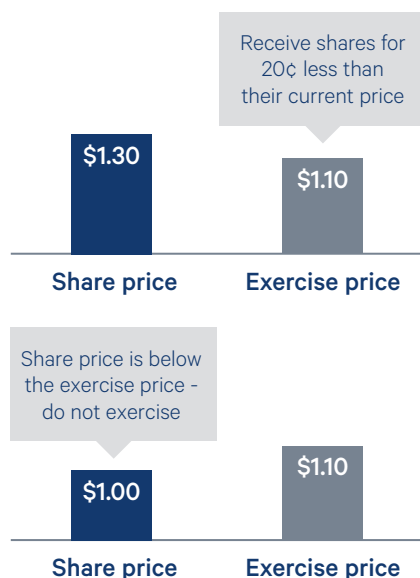 Receive shares for
20¢ less than
their current price
$1.30
$1.10
Share price
Exercise price
Share price is below
the exercise price -
do not exercise
$1.00
$1.10
Share price
Exercise price